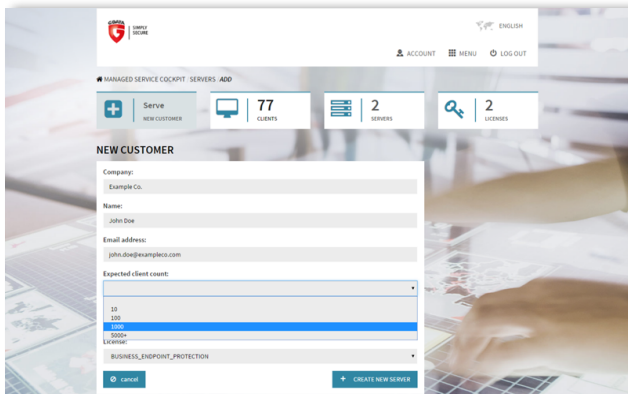 G DATA
SIMPLY
SECURE
ENGLISH
ACCOUNT MENU LOG OUT
MANAGED SERVICE COCKPIT SERVERS ADD
Serve
NEW CUSTOMER
77
CLIENTS
2
SERVERS
2
LICENSES
NEW CUSTOMER
Company:
Example Co.
Name:
John Doe
Email address:
john.doe@exampleco.com
Expected client count:
10
100
1000
5000+
License:
BUSINESS_ENDPOINT_PROTECTION
cancel
+ CREATE NEW SERVER